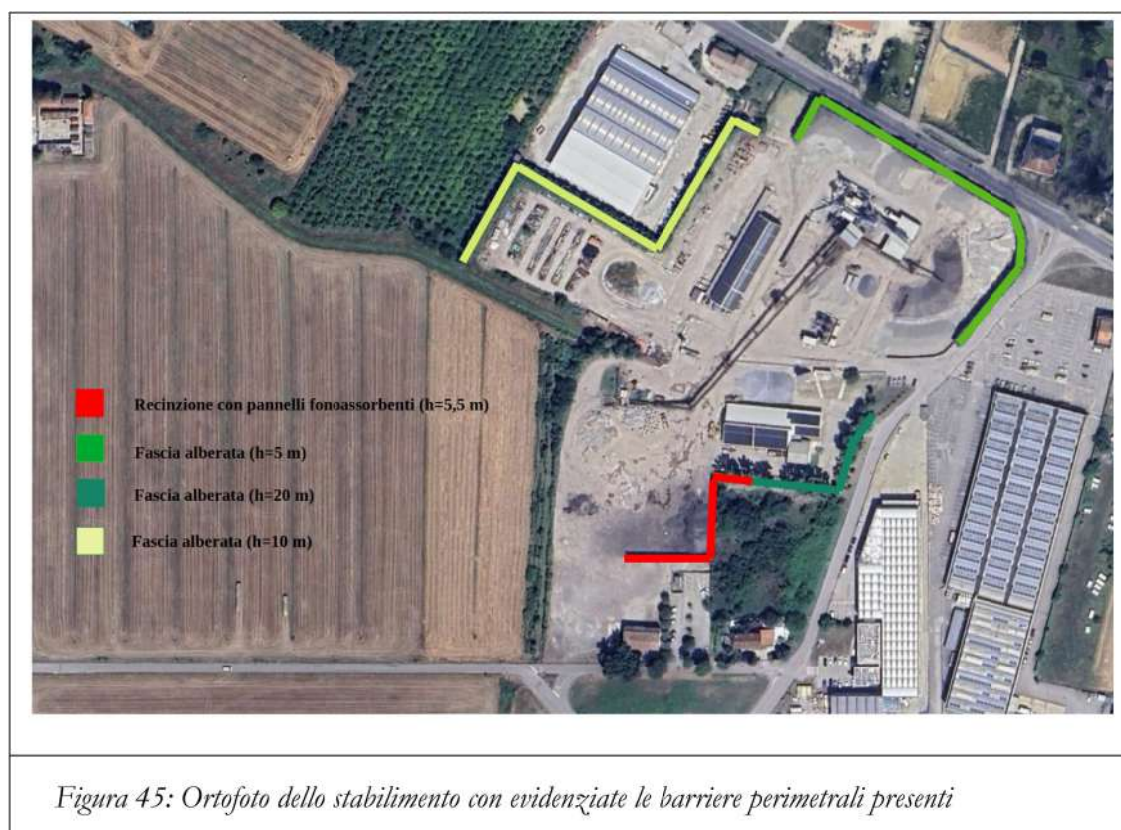 Recinzione con pannelli fonoassorbenti (h=5,5 m)
Fascia alberata (h=5 m)
Fascia alberata (h=20 m)
Fascia alberata (h=10 m)
Figura 45: Ortofoto dello stabilimento con evidenziate le barriere perimetrali presenti